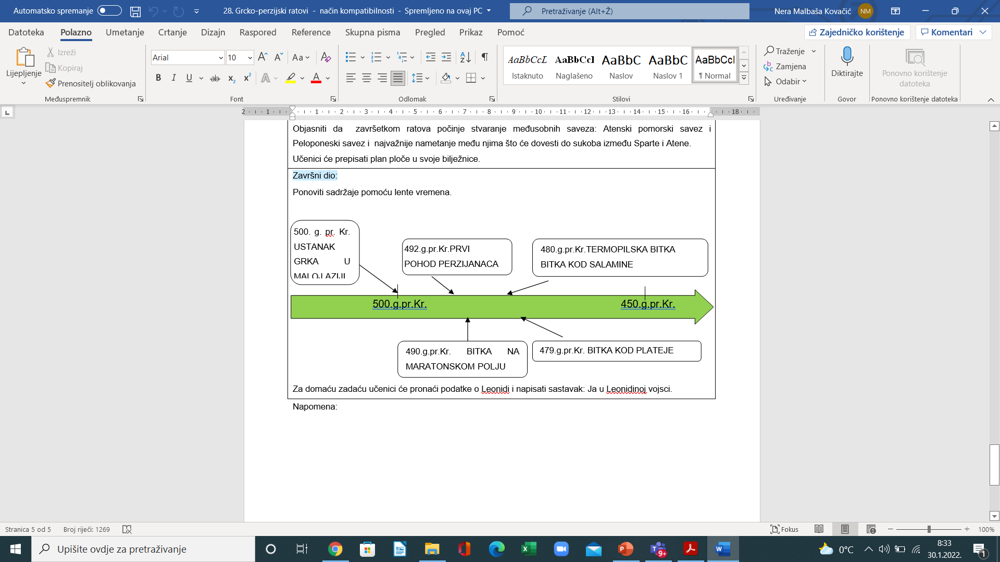 Automatsko spremanje
28. Grcko-perzijski ratovi - način kompatibilnosti - Spremljeno na ovaj PC
Pretraživanje (Alt+Ž)
Nera Malbaša Kovačić
NM
Datoteka Polazno Umetanje Crtanje Dizajn Raspored Reference Skupna pisma Pregled Prikaz Pomoć
Zajedničko korištenje
Komentari
Lijepljenje
Izreži
Kopiraj
Prenositelj oblikovanja
Međuspremnik
Arial 10
Font
Odlomak
AaBbCcL AaBbCcI AaBbC AaBbC AaBbCcI
Istaknuto Naglašeno Naslov Naslov 1 ¶ Normal
Stilovi
Traženje
Zamjena
Odabir
Uređivanje
Diktirajte
Govor
Ponovno korištenje
datoteka
Ponovno korištenje datoteka
2 1 1 2 3 4 5 6 7 8 9 10 11 12 13 14 15 16 18
Objasniti da završetkom ratova počinje stvaranje međusobnih saveza: Atenski pomorski savez i
Peloponeski savez i najvažnije nametanje među njima što će dovesti do sukoba između Sparte i Atene.
Učenici će prepisati plan ploče u svoje bilježnice.
Završni dio:
Ponoviti sadržaje pomoću lente vremena.
500. g. pr. Kr.
USTANAK
GRKA U
MALOJ AZIJI
492.g.pr.Kr.PRVI
POHOD PERZIJANACA
480.g.pr.Kr.TERMOPILSKA BITKA
BITKA KOD SALAMINE
500.g.pr.Kr.
450.g.pr.Kr.
490.g.pr.Kr. BITKA NA
MARATONSKOM POLJU
479.g.pr.Kr. BITKA KOD PLATEJE
Za domaću zadaću učenici će pronaći podatke o Leonidi i napisati sastavak: Ja u Leonidinoj vojsci.
Napomena:
Stranica 5 od 5
Broj riječi: 1269
Fokus
100%
Upišite ovdje za pretraživanje
9+
0°C
8:33
30.1.2022.
1